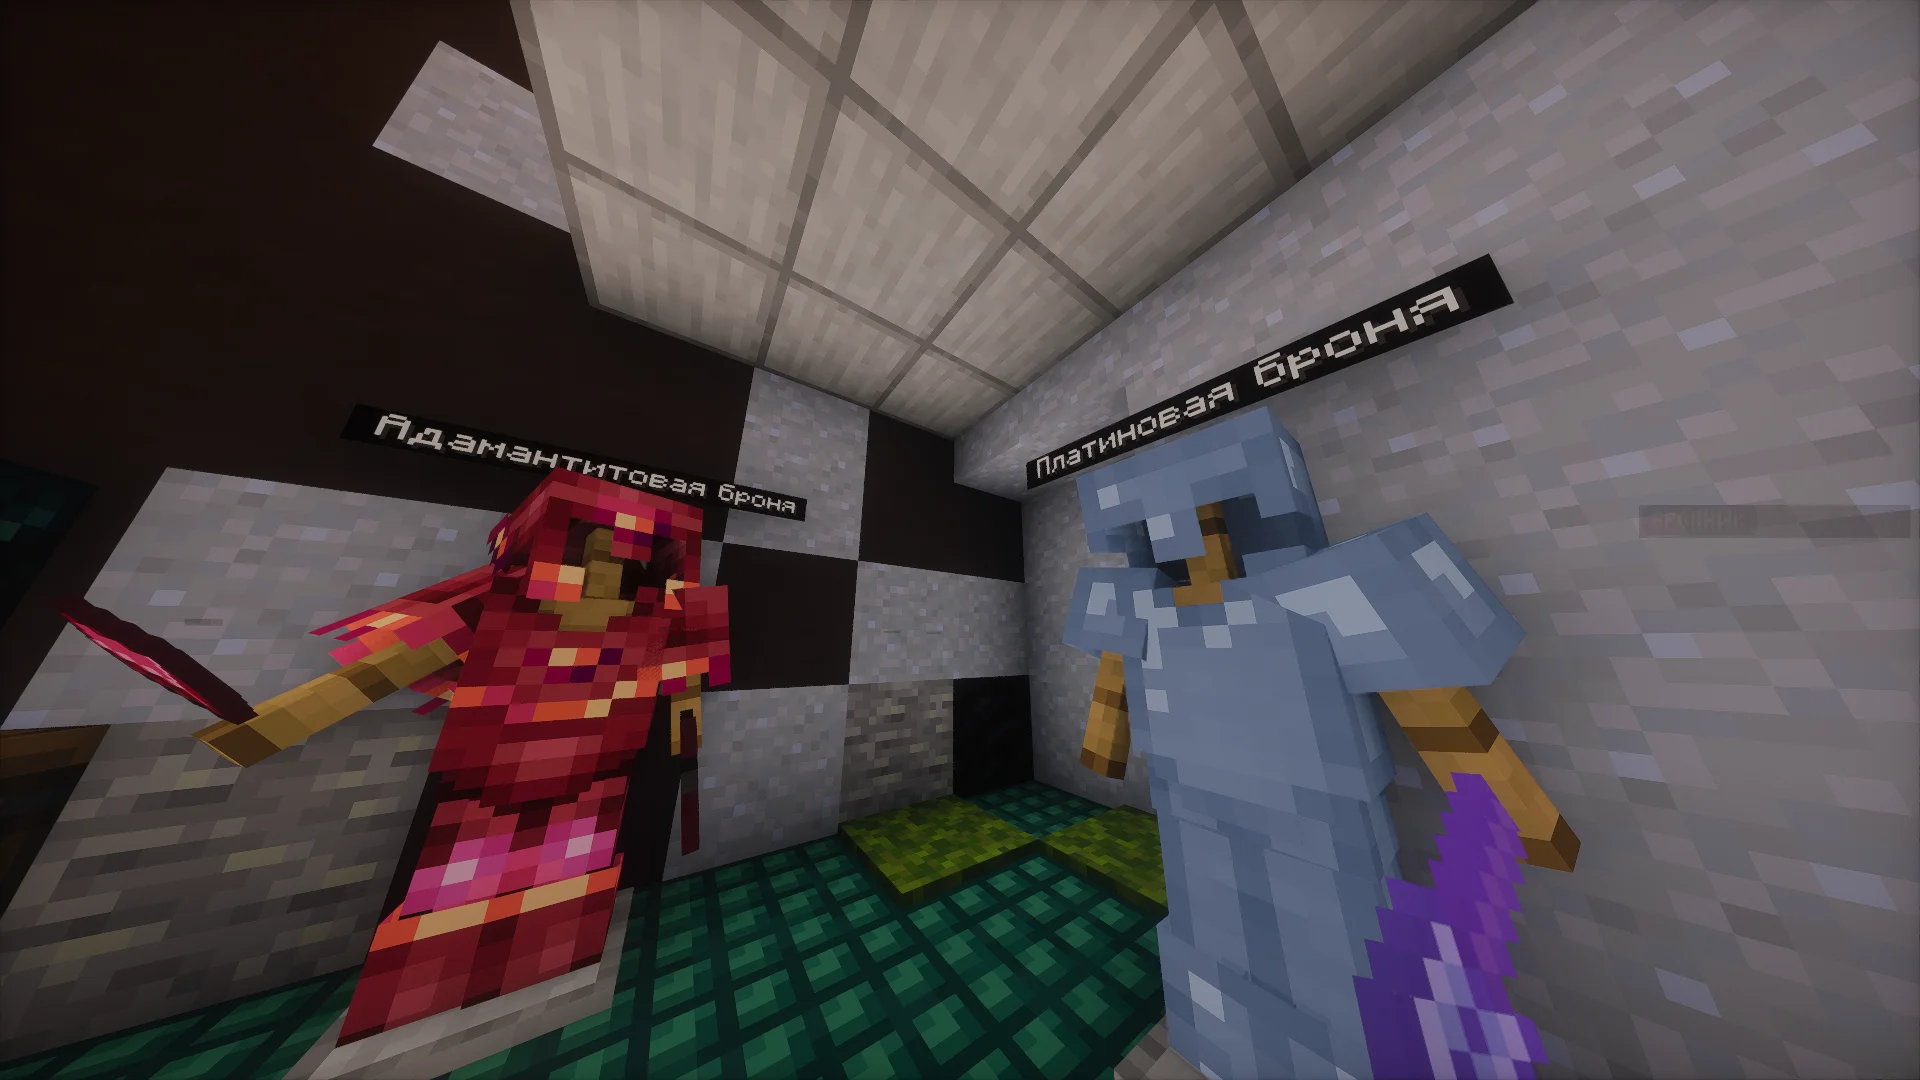 Адамантитовая броня
Платиновая броня